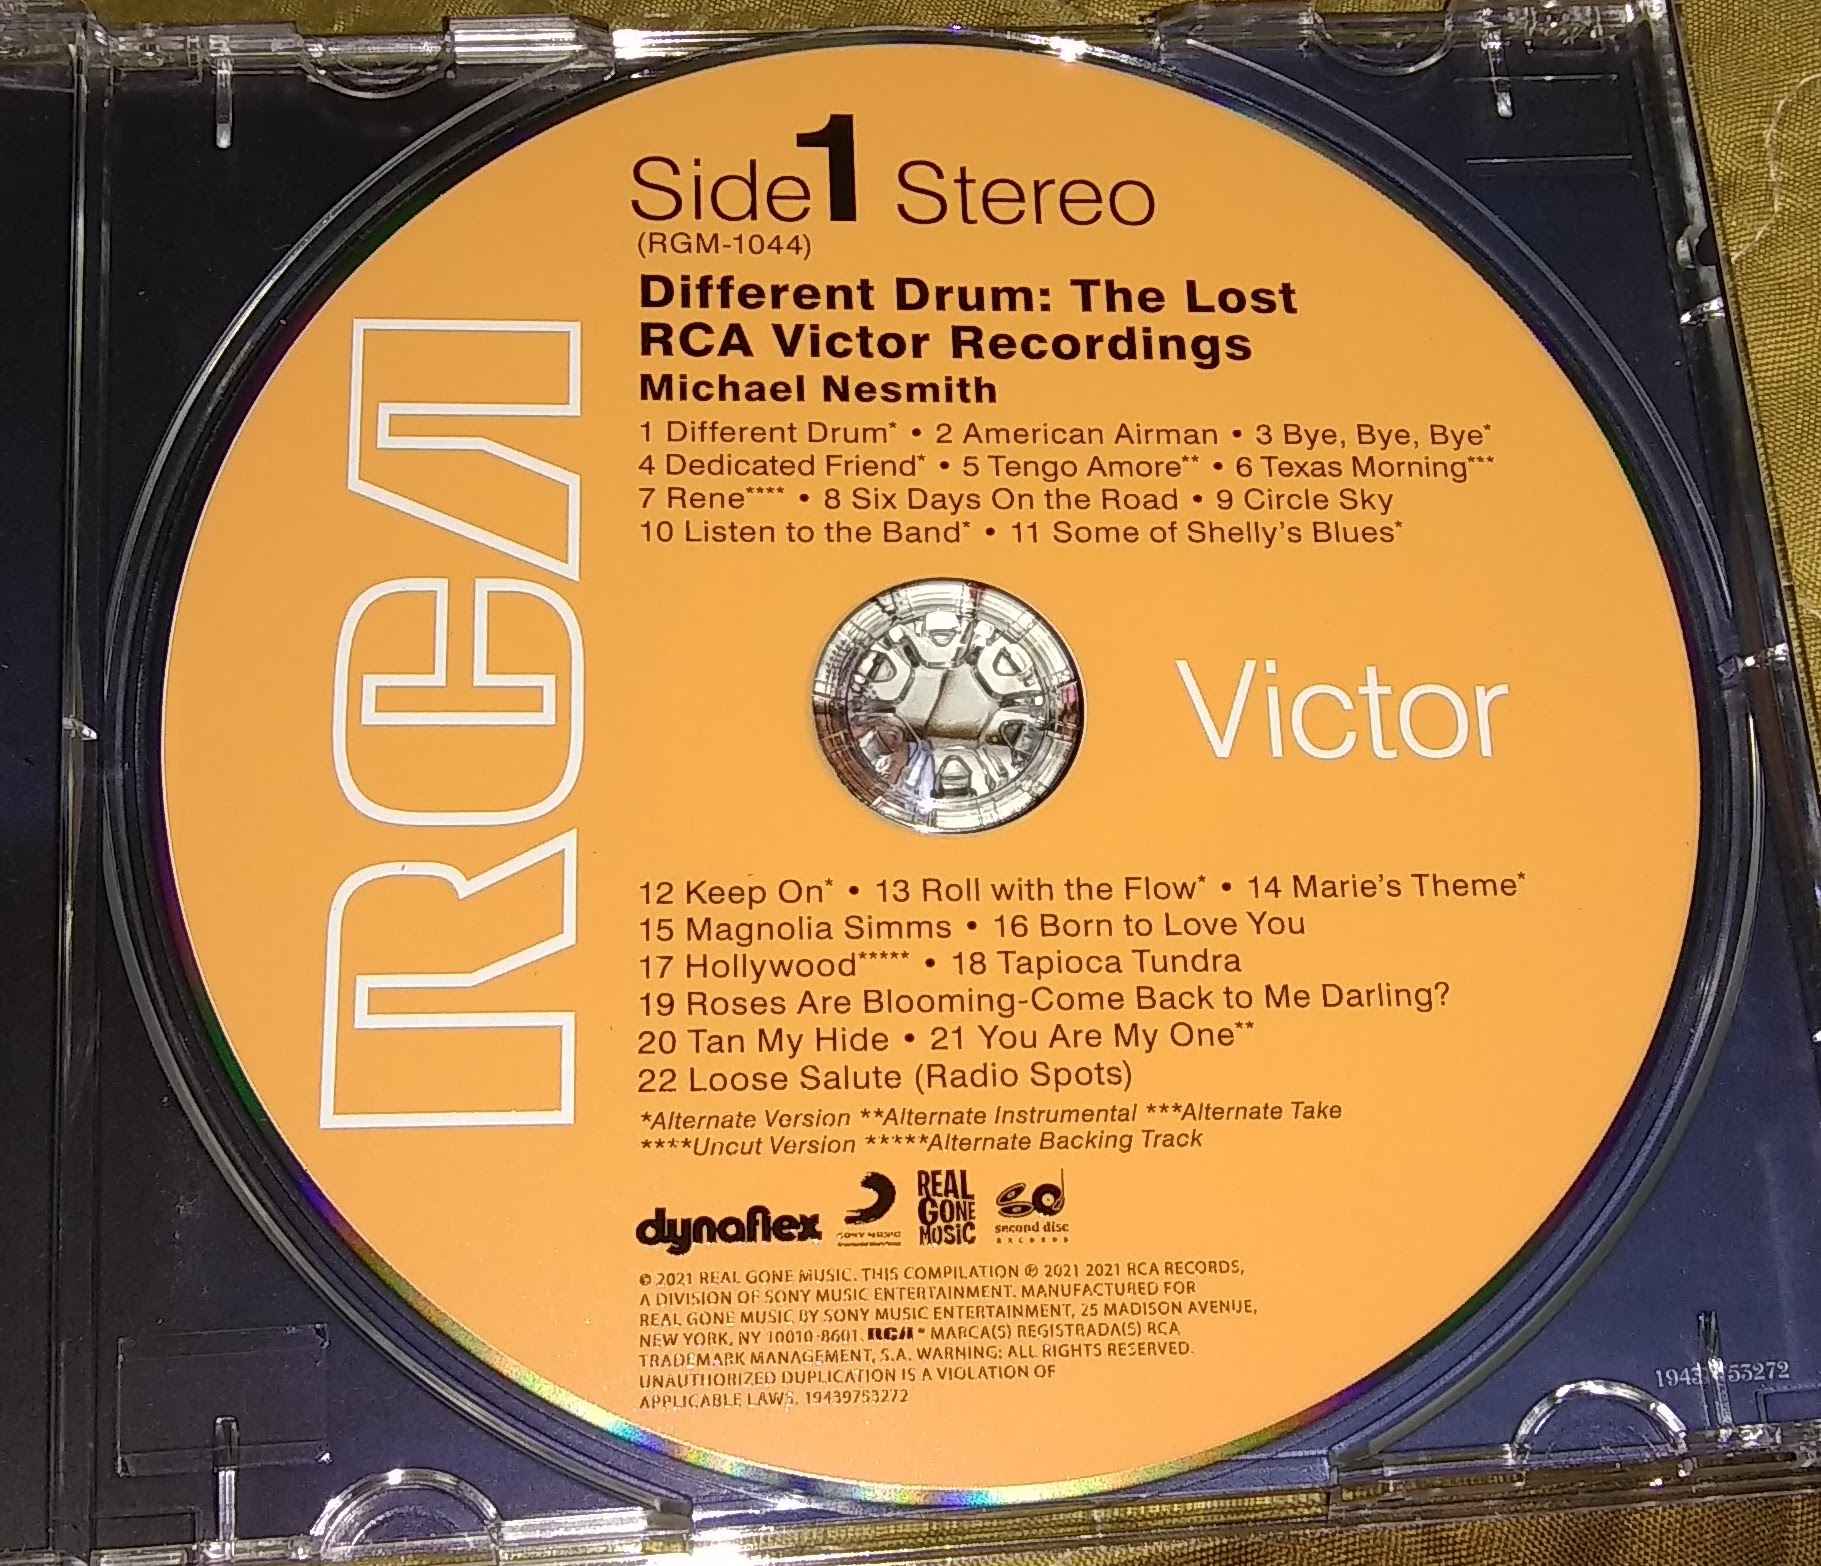 Side 1 Stereo
(RGM-1044)
Different Drum: The Lost
RCA Victor Recordings
Michael Nesmith
1 Different Drum* • 2 American Airman • 3 Bye, Bye, Bye*
4 Dedicated Friend* • 5 Tengo Amore** • 6 Texas Morning***
7 Rene**** • 8 Six Days On the Road • 9 Circle Sky
10 Listen to the Band* • 11 Some of Shelly's Blues*
RCA
Victor
12 Keep On* • 13 Roll with the Flow* • 14 Marie's Theme*
15 Magnolia Simms • 16 Born to Love You
17 Hollywood***** • 18 Tapioca Tundra
19 Roses Are Blooming-Come Back to Me Darling?
20 Tan My Hide • 21 You Are My One**
22 Loose Salute (Radio Spots)
*Alternate Version **Alternate Instrumental ***Alternate Take
****Uncut Version *****Alternate Backing Track
dynaflex
SONY MUSIC
REAL
GONE
MUSIC
second disc
RECORDS
© 2021 REAL GONE MUSIC. THIS COMPILATION ℗ 2021 2021 RCA RECORDS,
A DIVISION OF SONY MUSIC ENTERTAINMENT. MANUFACTURED FOR
REAL GONE MUSIC BY SONY MUSIC ENTERTAINMENT, 25 MADISON AVENUE,
NEW YORK, NY 10010-8601. RCA ® MARCA(S) REGISTRADA(S) RCA
TRADEMARK MANAGEMENT, S.A. WARNING: ALL RIGHTS RESERVED.
UNAUTHORIZED DUPLICATION IS A VIOLATION OF
APPLICABLE LAWS. 19439753272
19439753272